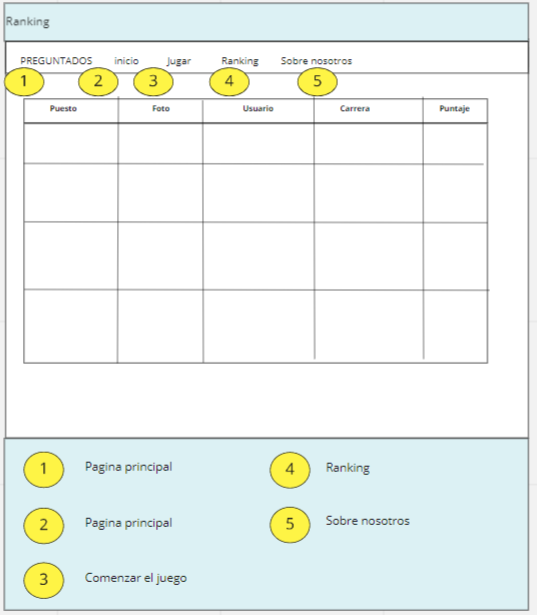 Ranking
PREGUNTADOS inicio Jugar Ranking Sobre nosotros
1 2 3 4 5
Puesto Foto Usuario Carrera Puntaje
1 Pagina principal 4 Ranking
2 Pagina principal 5 Sobre nosotros
3 Comenzar el juego